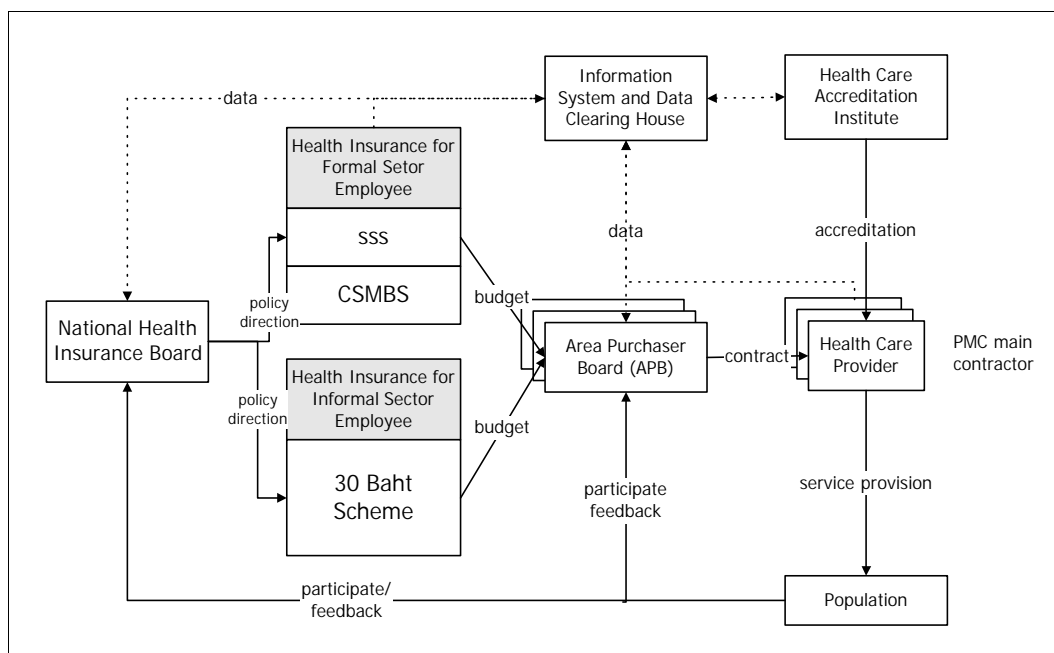 Information
System and Data
Clearing House
Health Care
Accreditation
Institute
data
Health Insurance for
Formal Setor
Employee
sss
CSMBS
policy
direction
National Health
Insurance Board
policy
direction
Health Insurance for
Informal Sector
Employee
30 Baht
Scheme
budget
budget
data
accreditation
Area Purchaser
Board (APB)
contract
Health Care
Provider
PMC main
contractor
participate
feedback
service provision
participate/
feedback
Population